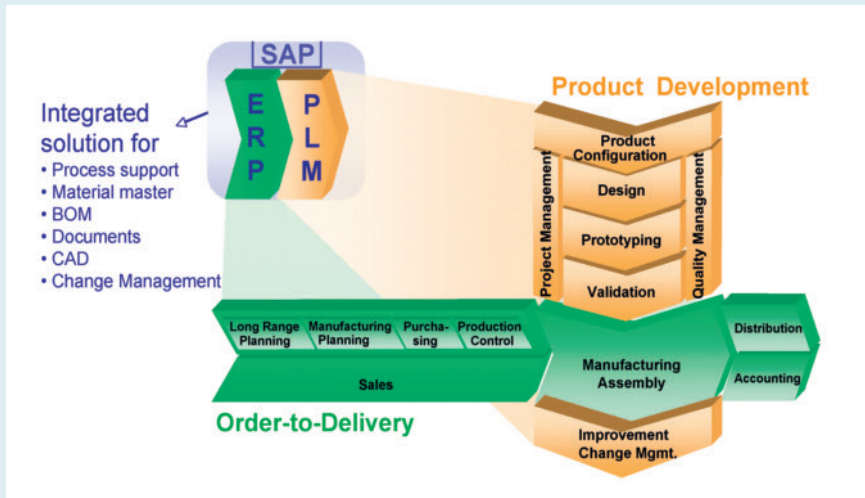 SAP
ERP
PLM
Integrated
solution for
• Process support
• Material master
• BOM
• Documents
• CAD
• Change Management
Product Development
Product
Configuration
Project Management
Design
Prototyping
Validation
Quality Management
Long Range
Planning
Manufacturing
Planning
Purcha-
sing
Production
Control
Sales
Manufacturing
Assembly
Distribution
Accounting
Order-to-Delivery
Improvement
Change Mgmt.